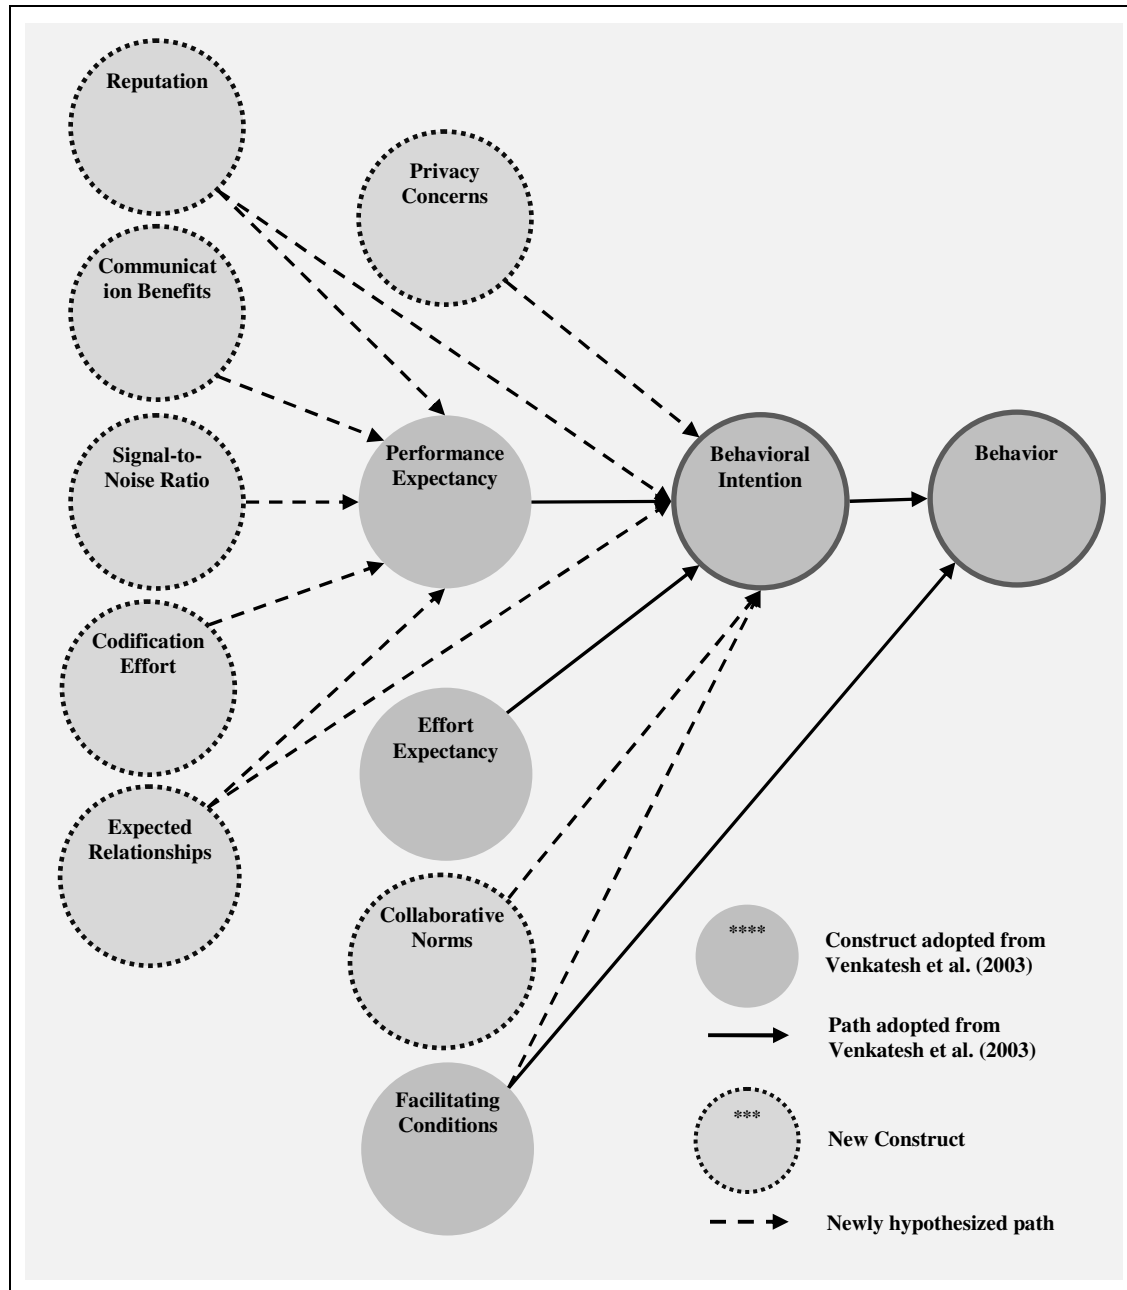 Reputation
Privacy
Concerns
Communicat
ion Benefits
Signal-to-
Noise Ratio
Performance
Expectancy
Behavioral
Intention
Behavior
Codification
Effort
Effort
Expectancy
Expected
Relationships
Collaborative
Norms
Facilitating
Conditions
****
Construct adopted from
Venkatesh et al. (2003)
Path adopted from
Venkatesh et al. (2003)
***
New Construct
Newly hypothesized path